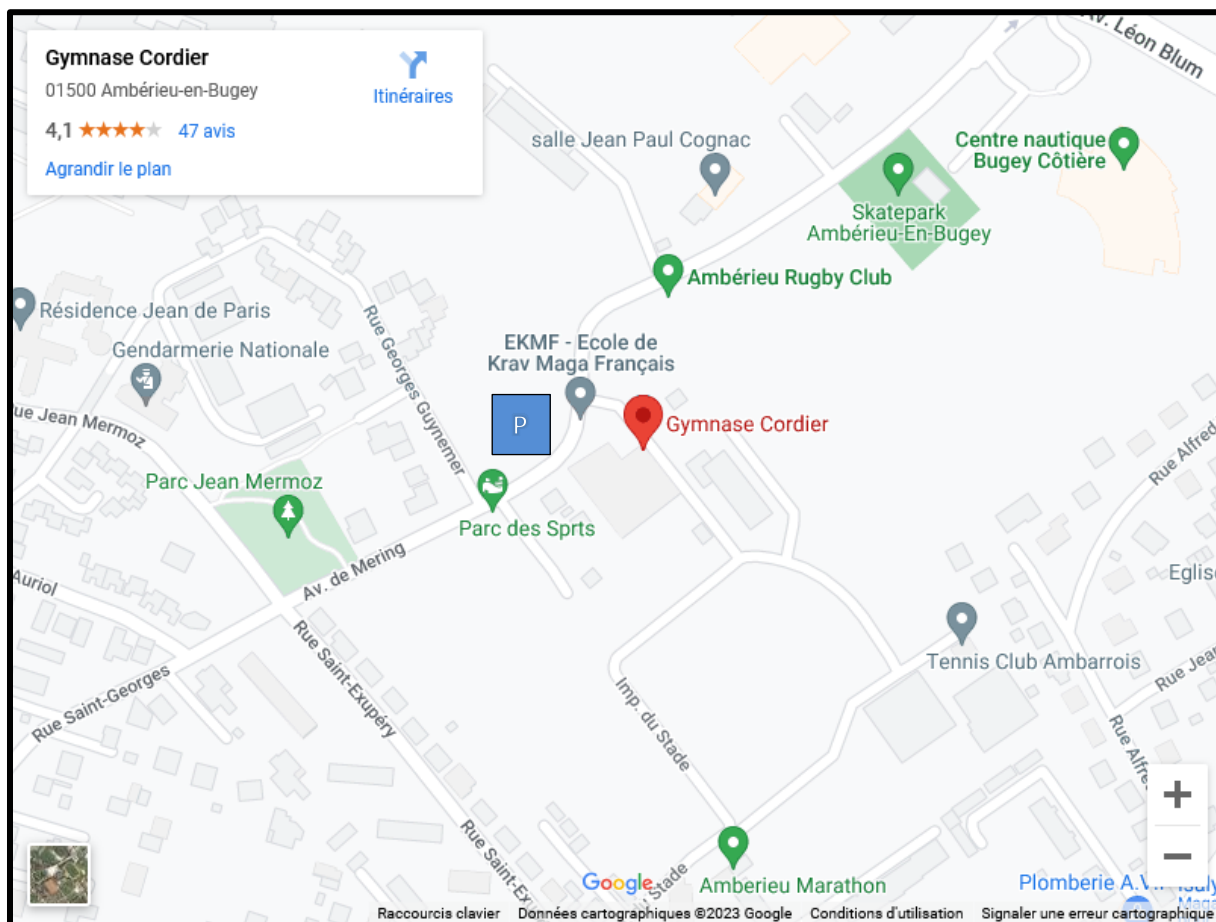 Gymnase Cordier
01500 Ambérieu-en-Bugey
4,1
47 avis
Itinéraires
Agrandir le plan
Av. Léon Blum
salle Jean Paul Cognac
Centre nautique
Bugey Côtière
Skatepark
Ambérieu-En-Bugey
Ambérieu Rugby Club
Résidence Jean de Paris
Gendarmerie Nationale
Rue Georges Guynemer
EKMF - Ecole de
Krav Maga Français
P
Gymnase Cordier
ue Jean Mermoz
Parc Jean Mermoz
Parc des Sprts
Rue Alfred
Av. de Mering
Auriol
Eglise
Rue Saint-Georges
Rue Saint-Exupéry
Imp. du Stade
Tennis Club Ambarrois
Rue Jean
Rue Alfre
Rue Saint-Ex
Stade
Amberieu Marathon
Google
Plomberie A.V.
Raccourcis clavier
Données cartographiques ©2023 Google
Conditions d'utilisation
Signaler une erreur cartographique